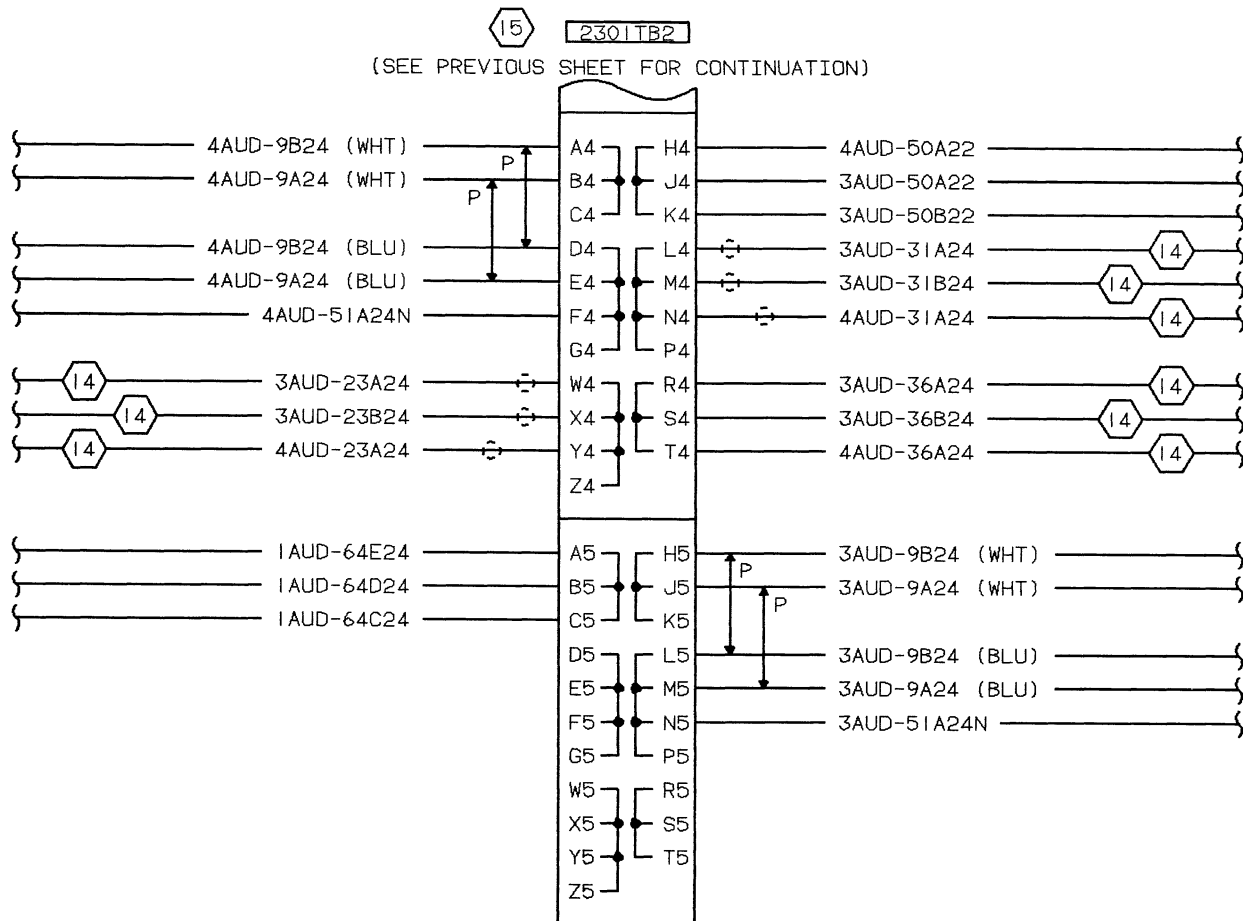 15 2301TB2
(SEE PREVIOUS SHEET FOR CONTINUATION)
4AUD-9B24 (WHT) A4 H4 4AUD-50A22
P
4AUD-9A24 (WHT) B4 J4 3AUD-50A22
P
C4 K4 3AUD-50B22
4AUD-9B24 (BLU) D4 L4 3AUD-31A24 14
4AUD-9A24 (BLU) E4 M4 3AUD-31B24 14
4AUD-51A24N F4 N4 4AUD-31A24 14
G4 P4
14 3AUD-23A24 W4 R4 3AUD-36A24 14
14 3AUD-23B24 X4 S4 3AUD-36B24 14
14 4AUD-23A24 Y4 T4 4AUD-36A24 14
Z4
1AUD-64E24 A5 H5 3AUD-9B24 (WHT)
P
1AUD-64D24 B5 J5 3AUD-9A24 (WHT)
P
1AUD-64C24 C5 K5
D5 L5 3AUD-9B24 (BLU)
E5 M5 3AUD-9A24 (BLU)
F5 N5 3AUD-51A24N
G5 P5
W5 R5
X5 S5
Y5 T5
Z5